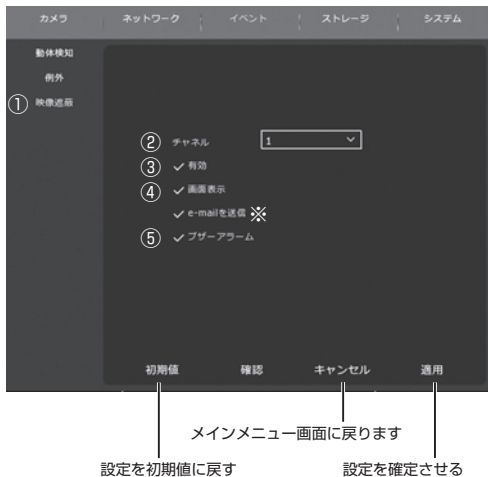 カメラ ネットワーク イベント ストレージ システム
動体検知
例外
① 映像遮蔽
② チャネル 1
③ ✓ 有効
④ ✓ 画面表示
✓ e-mailを送信 ※
⑤ ✓ ブザーアラーム
初期値 確認 キャンセル 適用
メインメニュー画面に戻ります
設定を初期値に戻す 設定を確定させる